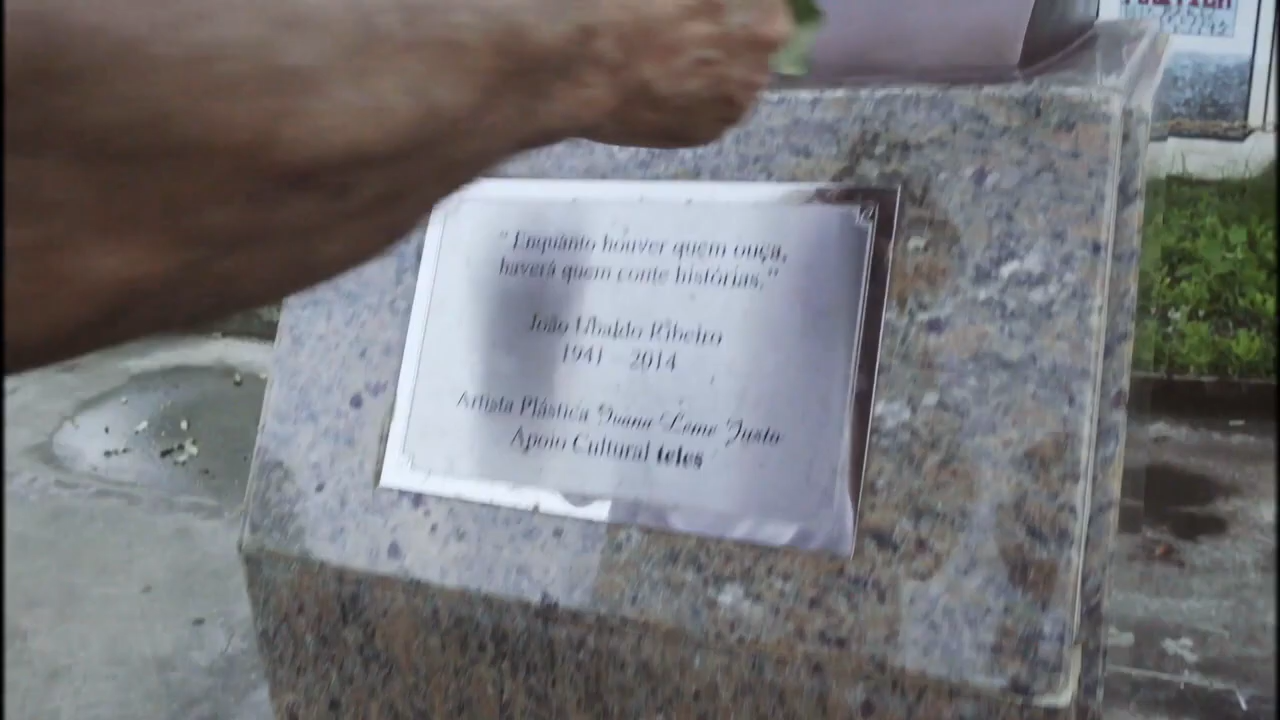 "Enquanto houver quem ouça,
haverá quem conte histórias."
João Ubaldo Ribeiro
1941 2014
Artista Plástica Juana Leme Justo
Apoio Cultural teles